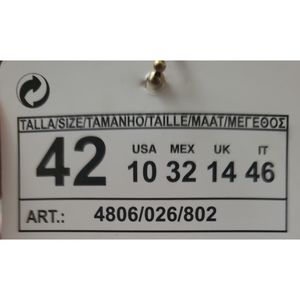 TALLA/SIZE/TAMANHO/TAILLE/MAAT/ΜΕΓΕΘΟΣ
42 USA MEX UK IT
10 32 14 46
ART.: 4806/026/802